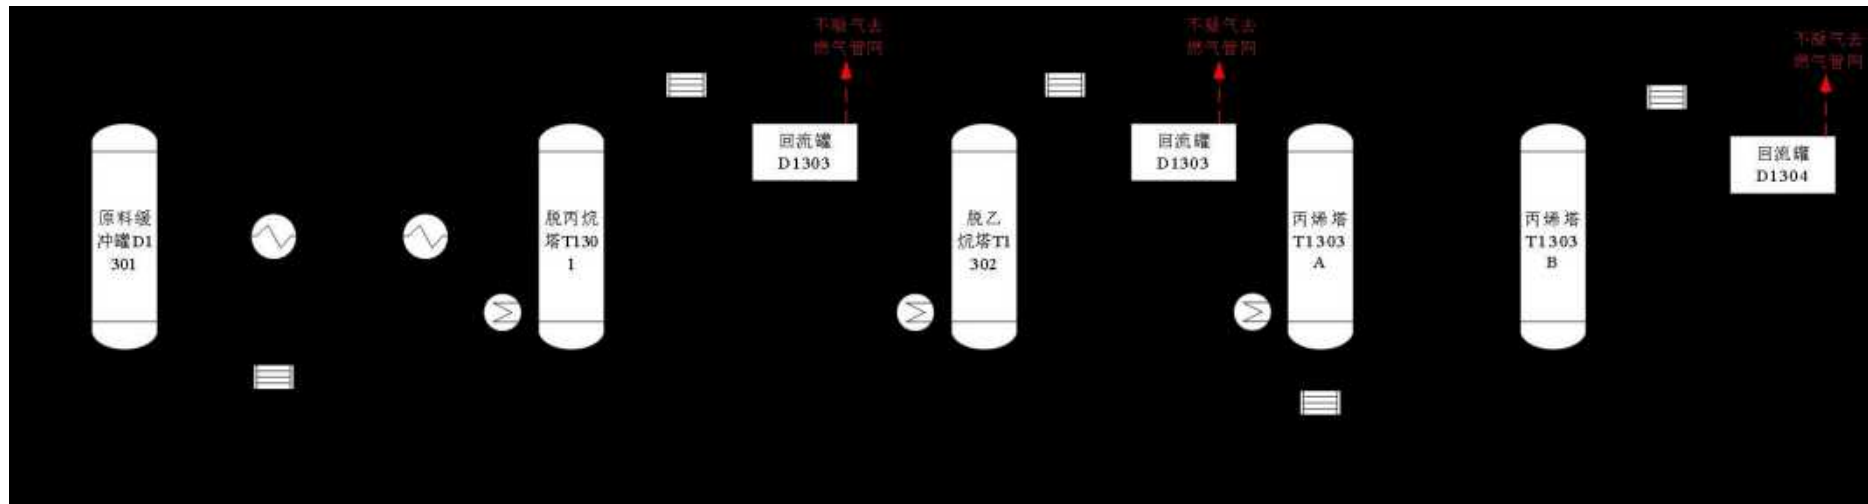 不凝气去
燃气管网
不凝气去
燃气管网
不凝气去
燃气管网
回流罐
D1303
回流罐
D1303
回流罐
D1304
原料缓
冲罐D1
301
脱丙烷
塔T130
1
脱乙
烷塔T1
302
丙烯塔
T1303
A
丙烯塔
T1303
B